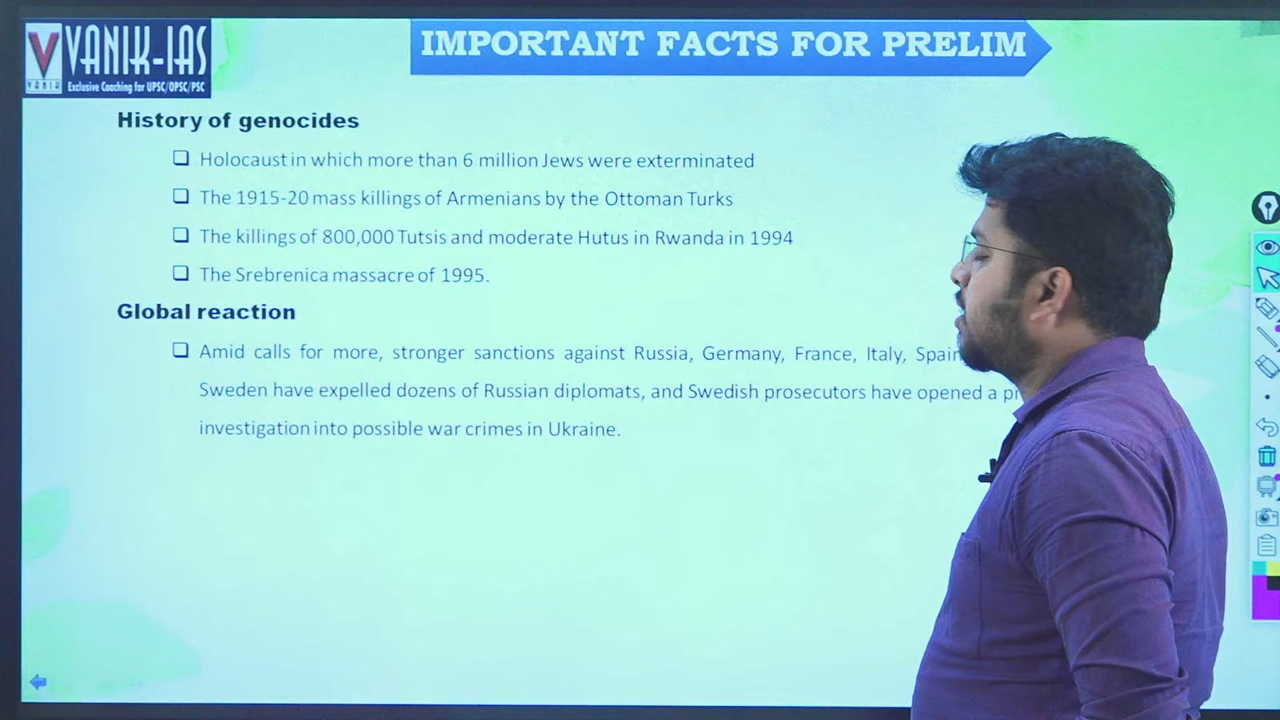 VANIK-IAS
VANIK
Exclusive Coaching for UPSC/OPSC/PSC
IMPORTANT FACTS FOR PRELIM
History of genocides
❑ Holocaust in which more than 6 million Jews were exterminated
❑ The 1915-20 mass killings of Armenians by the Ottoman Turks
❑ The killings of 800,000 Tutsis and moderate Hutus in Rwanda in 1994
❑ The Srebrenica massacre of 1995.
Global reaction
❑ Amid calls for more, stronger sanctions against Russia, Germany, France, Italy, Spain
Sweden have expelled dozens of Russian diplomats, and Swedish prosecutors have opened a
investigation into possible war crimes in Ukraine.